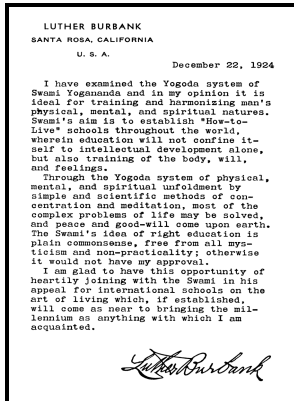 LUTHER BURBANK
SANTA ROSA, CALIFORNIA
U. S. A.
December 22, 1924
I have examined the Yogoda system of
Swami Yogananda and in my opinion it is
ideal for training and harmonizing man's
physical, mental, and spiritual natures.
Swami's aim is to establish "How-to-
Live" schools throughout the world,
wherein education will not confine it-
self to intellectual development alone,
but also training of the body, will,
and feelings.
Through the Yogoda system of physical,
mental, and spiritual unfoldment by
simple and scientific methods of con-
centration and meditation, most of the
complex problems of life may be solved,
and peace and good-will come upon earth.
The Swami's idea of right education is
plain commonsense, free from all mys-
ticism and non-practicality; otherwise
it would not have my approval.
I am glad to have this opportunity of
heartily joining with the Swami in his
appeal for international schools on the
art of living which, if established,
will come as near to bringing the mil-
lennium as anything with which I am
acquainted.
Luther Burbank